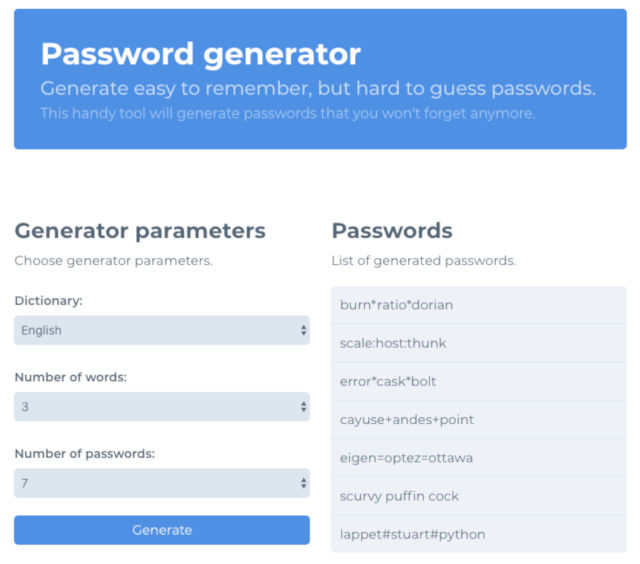 Password generator
Generate easy to remember, but hard to guess passwords.
This handy tool will generate passwords that you won't forget anymore.
Generator parameters
Choose generator parameters.
Dictionary:
English
Number of words:
3
Number of passwords:
7
Generate
Passwords
List of generated passwords.
burn*ratio*dorian
scale:host:thunk
error*cask*bolt
cayuse+andes+point
eigen=optez=ottawa
scurvy puffin cock
lappet#stuart#python